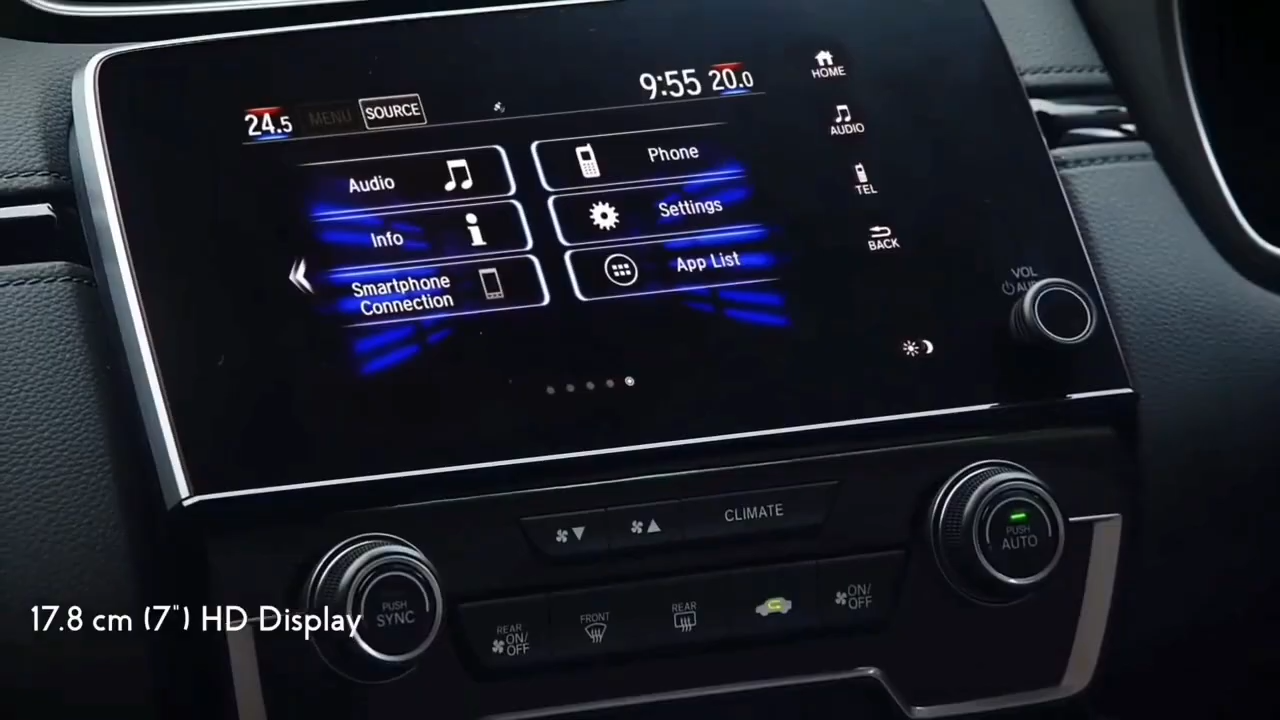 24.5
MENU
SOURCE
9:55
20.0
HOME
Audio
Phone
AUDIO
Info
Settings
TEL
Smartphone
Connection
App List
BACK
VOL
AUDIO
CLIMATE
PUSH
AUTO
PUSH
SYNC
REAR
ON/
OFF
FRONT
REAR
ON/
OFF
17.8 cm (7") HD Display